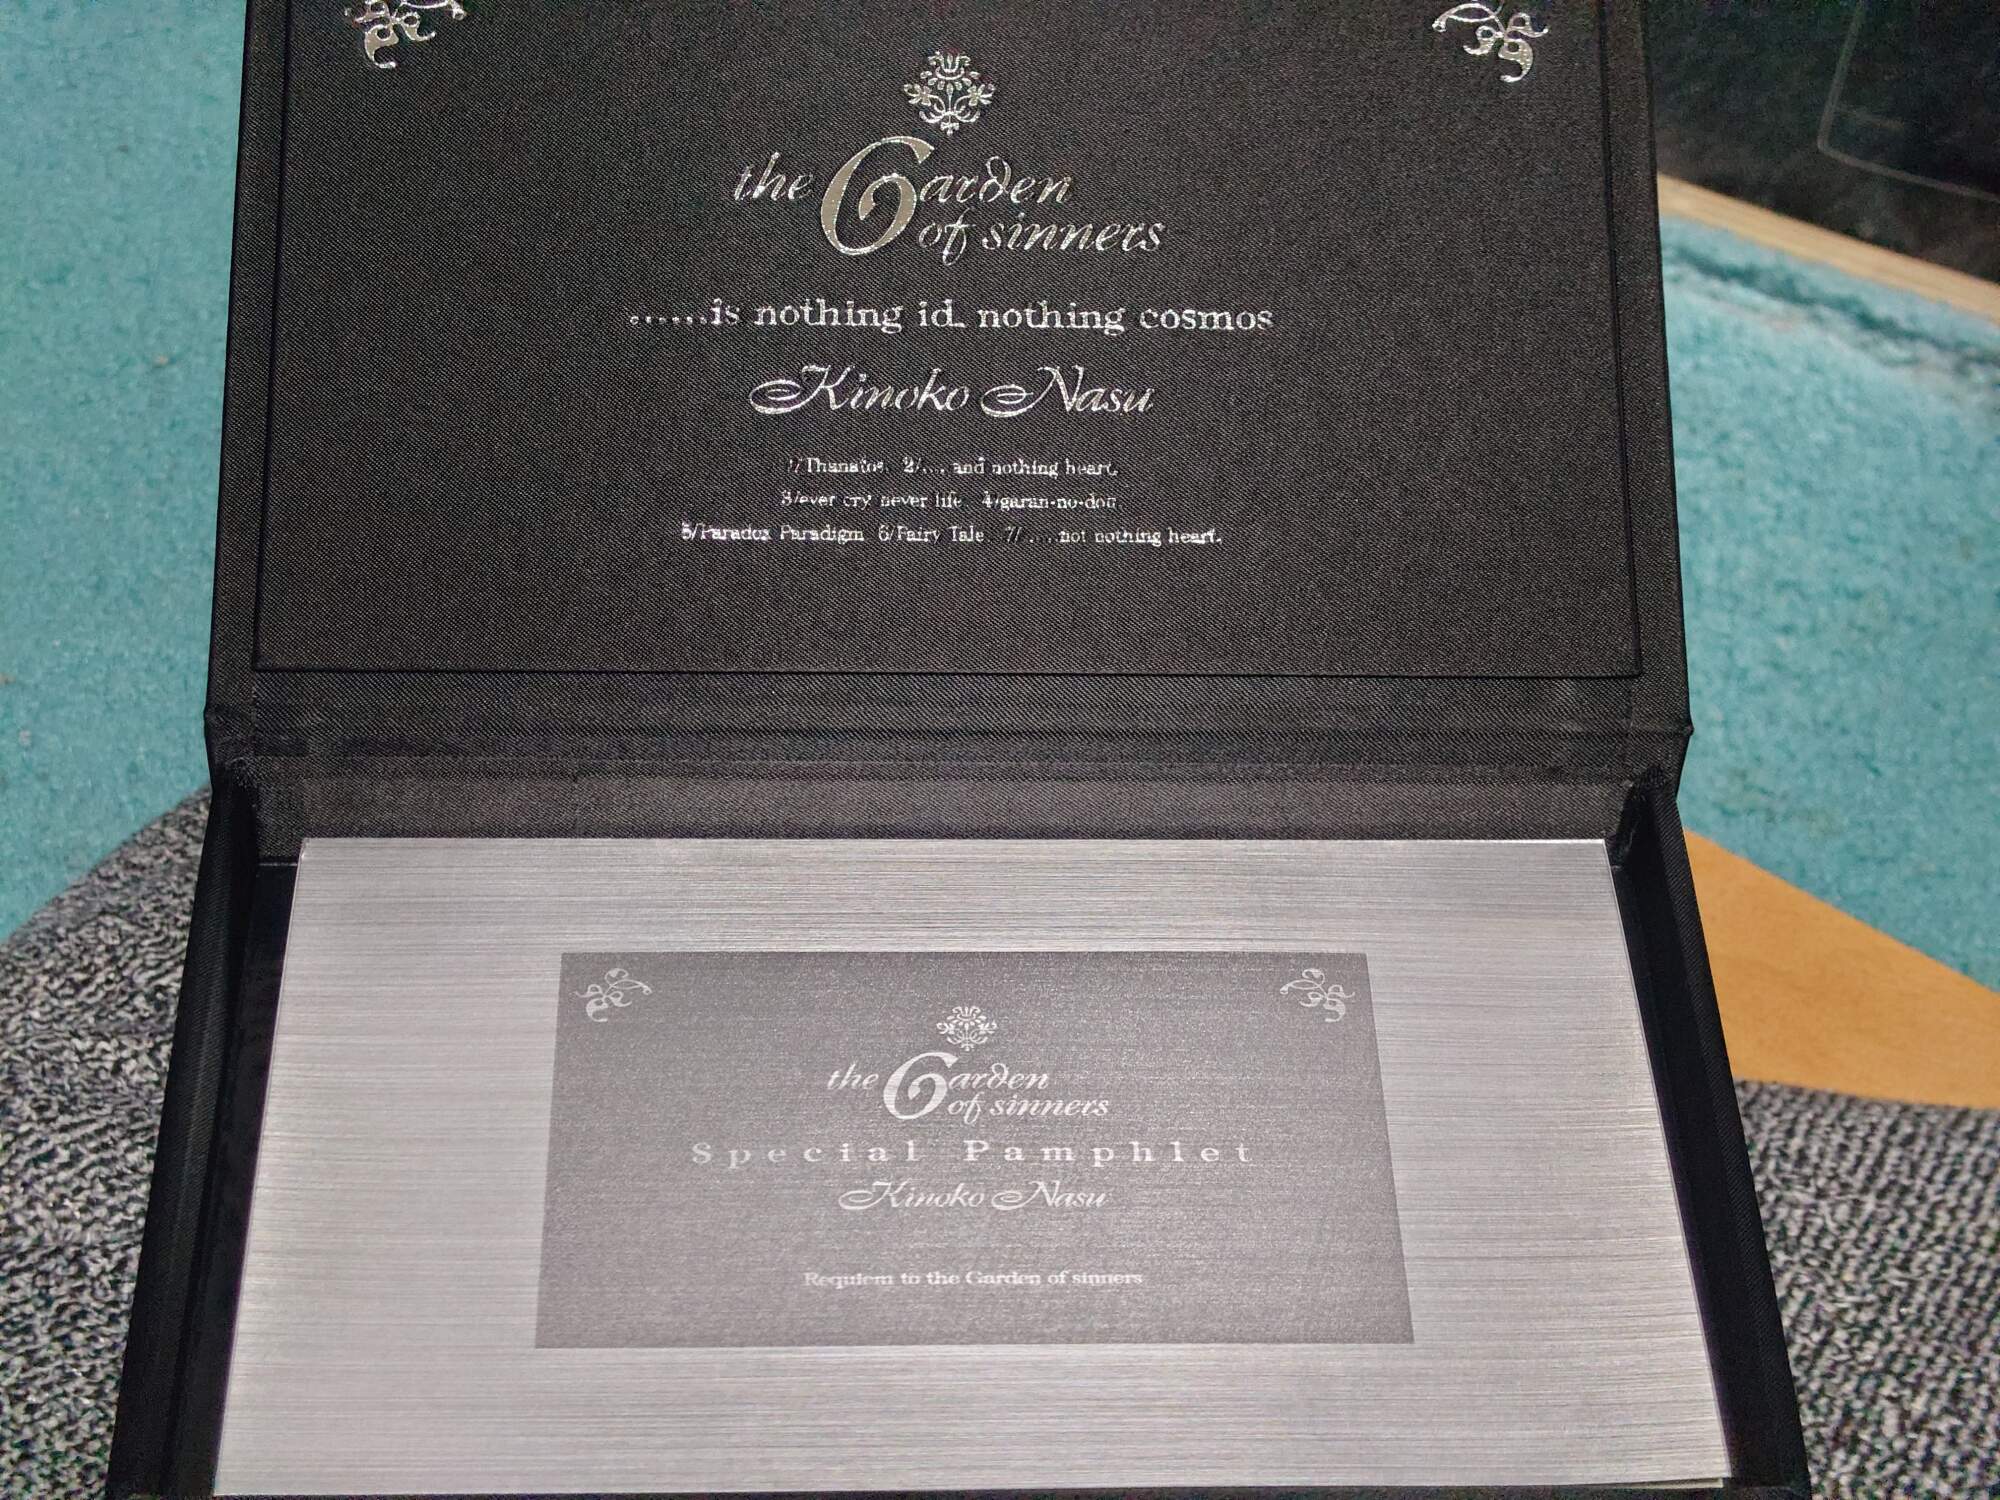 the Garden
of sinners
......is nothing id, nothing cosmos
Kinoko Nasu
1/Thanatos. 2/.... and nothing heart.
3/ever cry never life. 4/garan-no-dou.
5/Paradox Paradigm 6/Fairy Tale. 7/.....not nothing heart.
the Garden
of sinners
Special Pamphlet
Kinoko Nasu
Requiem to the Garden of sinners